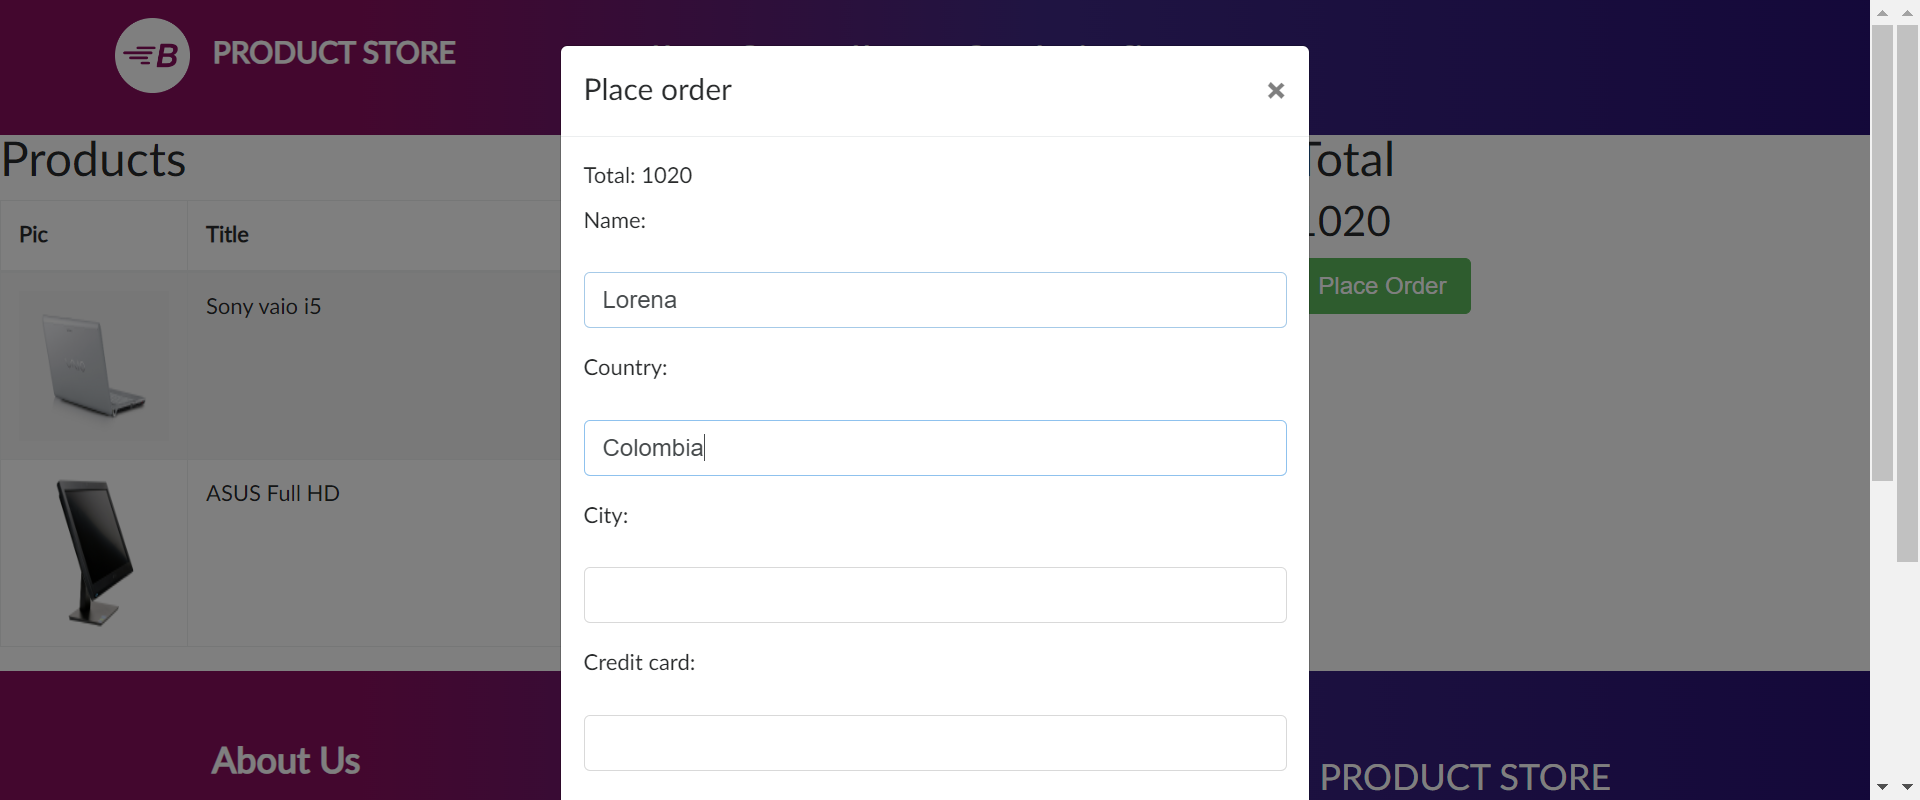 B PRODUCT STORE
Place order
×
Total: 1020
Name:
Lorena
Country:
Colombia
City:
Credit card:
Products
Pic Title
Sony vaio i5
ASUS Full HD
Total
1020
Place Order
About Us
PRODUCT STORE